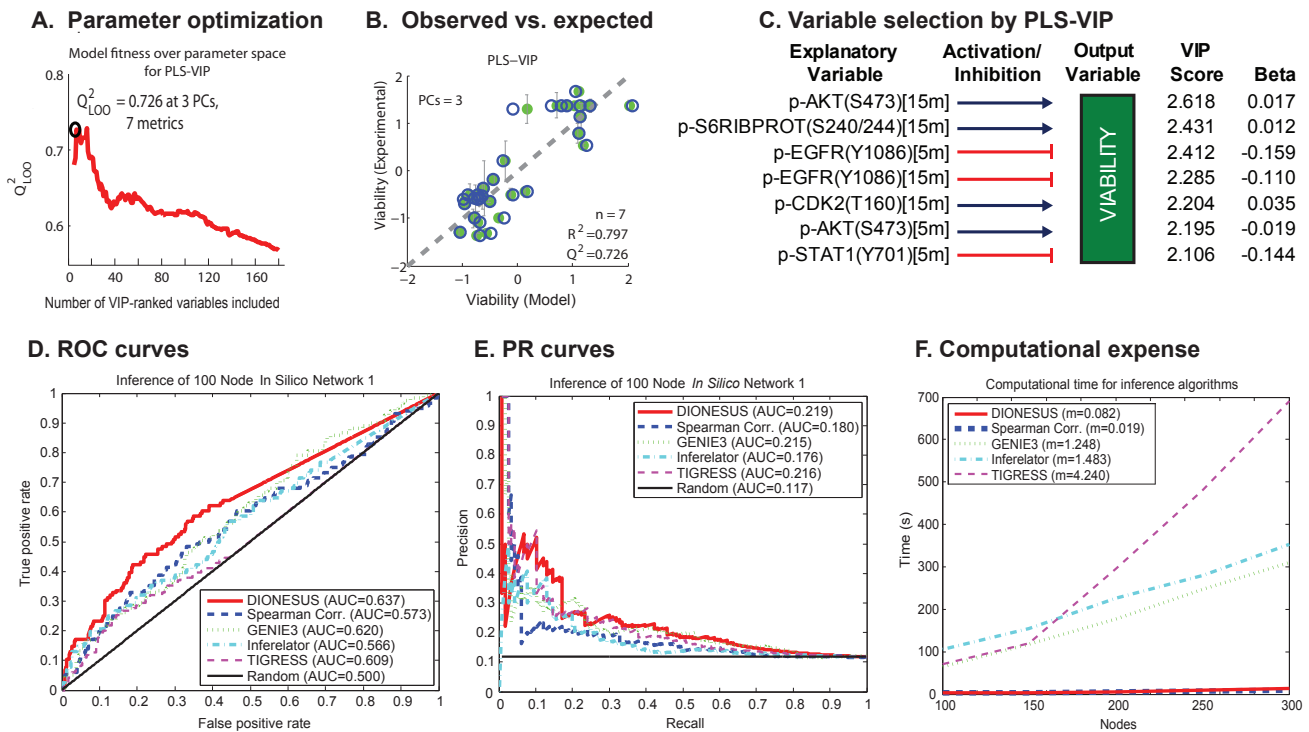 A. Parameter optimization
Model fitness over parameter space
for PLS-VIP
Q²LOO = 0.726 at 3 PCs,
7 metrics
0.8
0.7
0.6
Q²LOO
0 40 80 120 160
Number of VIP-ranked variables included
B. Observed vs. expected
PLS−VIP
PCs = 3
2
1
0
−1
−2
Viability (Experimental)
n = 7
R² = 0.797
Q² =0.726
−2 −1 0 1 2
Viability (Model)
C. Variable selection by PLS-VIP
Explanatory Variable Activation/ Inhibition Output Variable VIP Score Beta
p-AKT(S473)[15m] 2.618 0.017
p-S6RIBPROT(S240/244)[15m] 2.431 0.012
p-EGFR(Y1086)[5m] 2.412 -0.159
p-EGFR(Y1086)[15m] 2.285 -0.110
p-CDK2(T160)[15m] 2.204 0.035
p-AKT(S473)[5m] 2.195 -0.019
p-STAT1(Y701)[5m] 2.106 -0.144
VIABILITY
D. ROC curves
Inference of 100 Node In Silico Network 1
1
0.9
0.8
0.7
0.6
0.5
0.4
0.3
0.2
0.1
0
True positive rate
DIONESUS (AUC=0.637)
Spearman Corr. (AUC=0.573)
GENIE3 (AUC=0.620)
Inferelator (AUC=0.566)
TIGRESS (AUC=0.609)
Random (AUC=0.500)
0 0.1 0.2 0.3 0.4 0.5 0.6 0.7 0.8 0.9 1
False positive rate
E. PR curves
Inference of 100 Node In Silico Network 1
1
0.9
0.8
0.7
0.6
0.5
0.4
0.3
0.2
0.1
0
Precision
DIONESUS (AUC=0.219)
Spearman Corr. (AUC=0.180)
GENIE3 (AUC=0.215)
Inferelator (AUC=0.176)
TIGRESS (AUC=0.216)
Random (AUC=0.117)
0 0.1 0.2 0.3 0.4 0.5 0.6 0.7 0.8 0.9 1
Recall
F. Computational expense
Computational time for inference algorithms
700
600
500
400
300
200
100
0
Time (s)
DIONESUS (m=0.082)
Spearman Corr. (m=0.019)
GENIE3 (m=1.248)
Inferelator (m=1.483)
TIGRESS (m=4.240)
100 150 200 250 300
Nodes